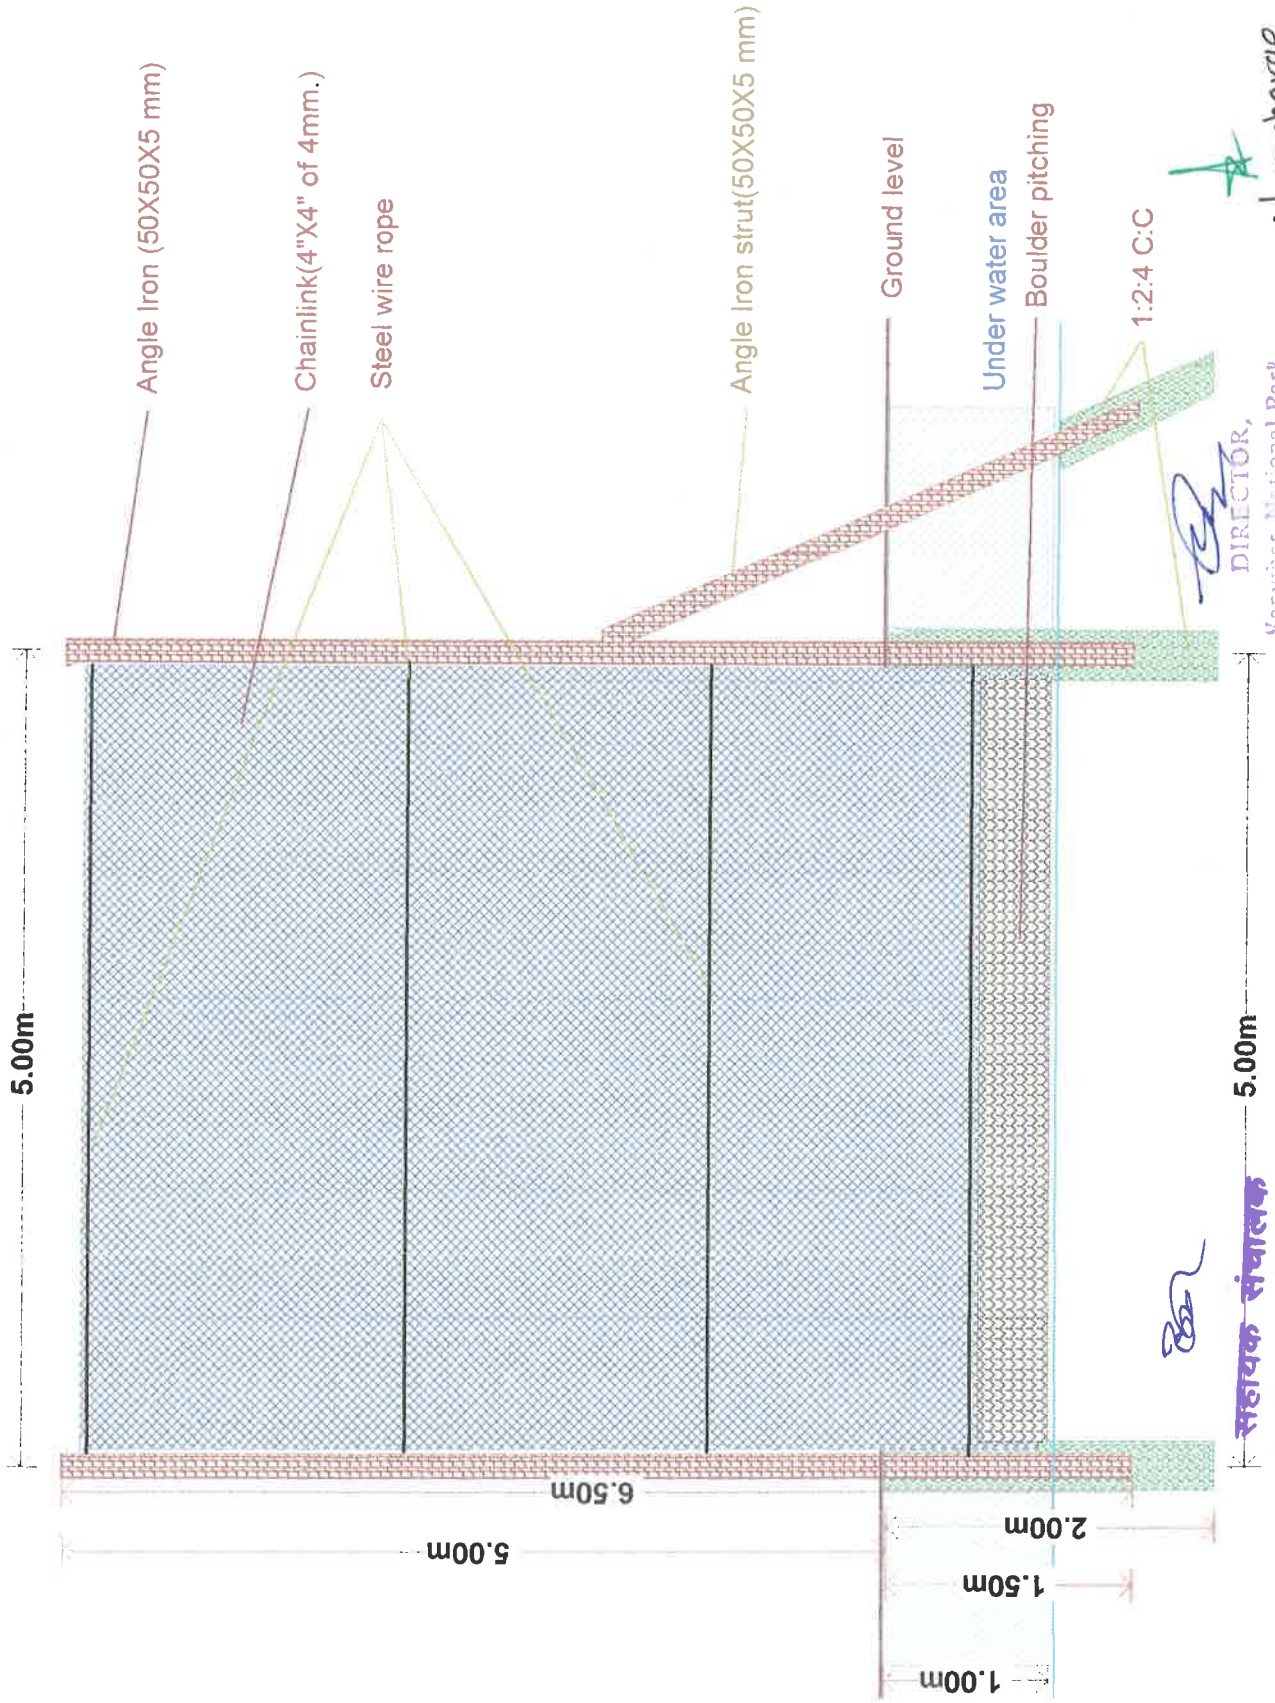 5.00m
Angle Iron (50X50X5 mm)
Chainlink(4"X4" of 4mm.)
Steel wire rope
Angle Iron strut(50X50X5 mm)
Ground level
Under water area
Boulder pitching
1:2:4 C:C
6.50m
5.00m
2.00m
1.50m
1.00m
5.00m
सहायक संचालक
DIRECTOR,
National